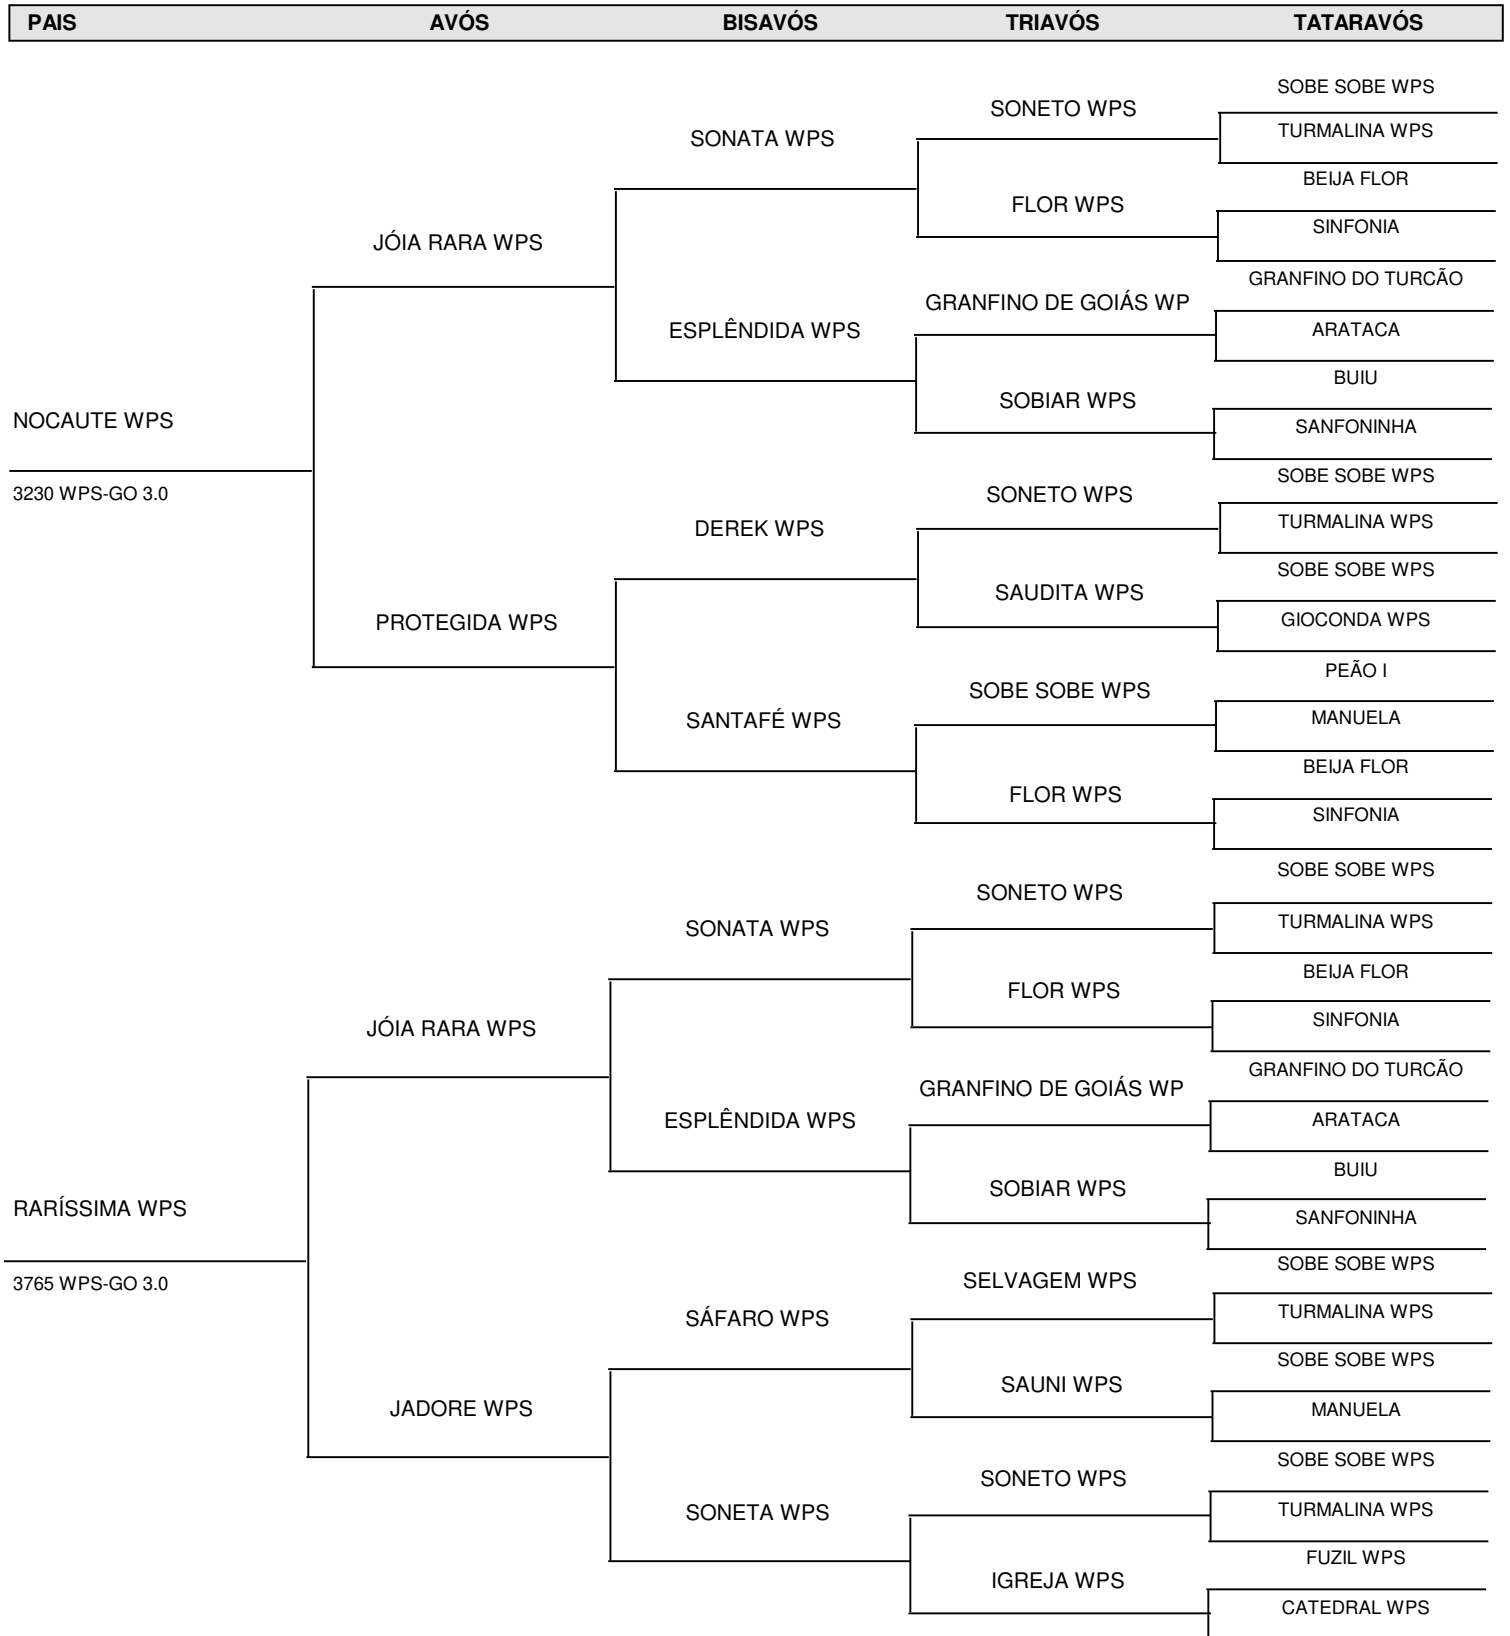 PAIS AVÓS BISAVÓS TRIAVÓS TATARAVÓS
SOBE SOBE WPS
SONETO WPS
TURMALINA WPS
SONATA WPS
BEIJA FLOR
FLOR WPS
SINFONIA
JÓIA RARA WPS
GRANFINO DO TURCÃO
GRANFINO DE GOIÁS WP
ARATACA
ESPLÊNDIDA WPS
BUIU
SOBIAR WPS
SANFONINHA
NOCAUTE WPS
3230 WPS-GO 3.0
SOBE SOBE WPS
SONETO WPS
TURMALINA WPS
DEREK WPS
SOBE SOBE WPS
SAUDITA WPS
GIOCONDA WPS
PROTEGIDA WPS
PEÃO I
SOBE SOBE WPS
MANUELA
SANTAFÉ WPS
BEIJA FLOR
FLOR WPS
SINFONIA
SOBE SOBE WPS
SONETO WPS
TURMALINA WPS
SONATA WPS
BEIJA FLOR
FLOR WPS
SINFONIA
JÓIA RARA WPS
GRANFINO DO TURCÃO
GRANFINO DE GOIÁS WP
ARATACA
ESPLÊNDIDA WPS
BUIU
SOBIAR WPS
SANFONINHA
RARÍSSIMA WPS
3765 WPS-GO 3.0
SOBE SOBE WPS
SELVAGEM WPS
TURMALINA WPS
SÁFARO WPS
SOBE SOBE WPS
SAUNI WPS
MANUELA
JADORE WPS
SOBE SOBE WPS
SONETO WPS
TURMALINA WPS
SONETA WPS
FUZIL WPS
IGREJA WPS
CATEDRAL WPS